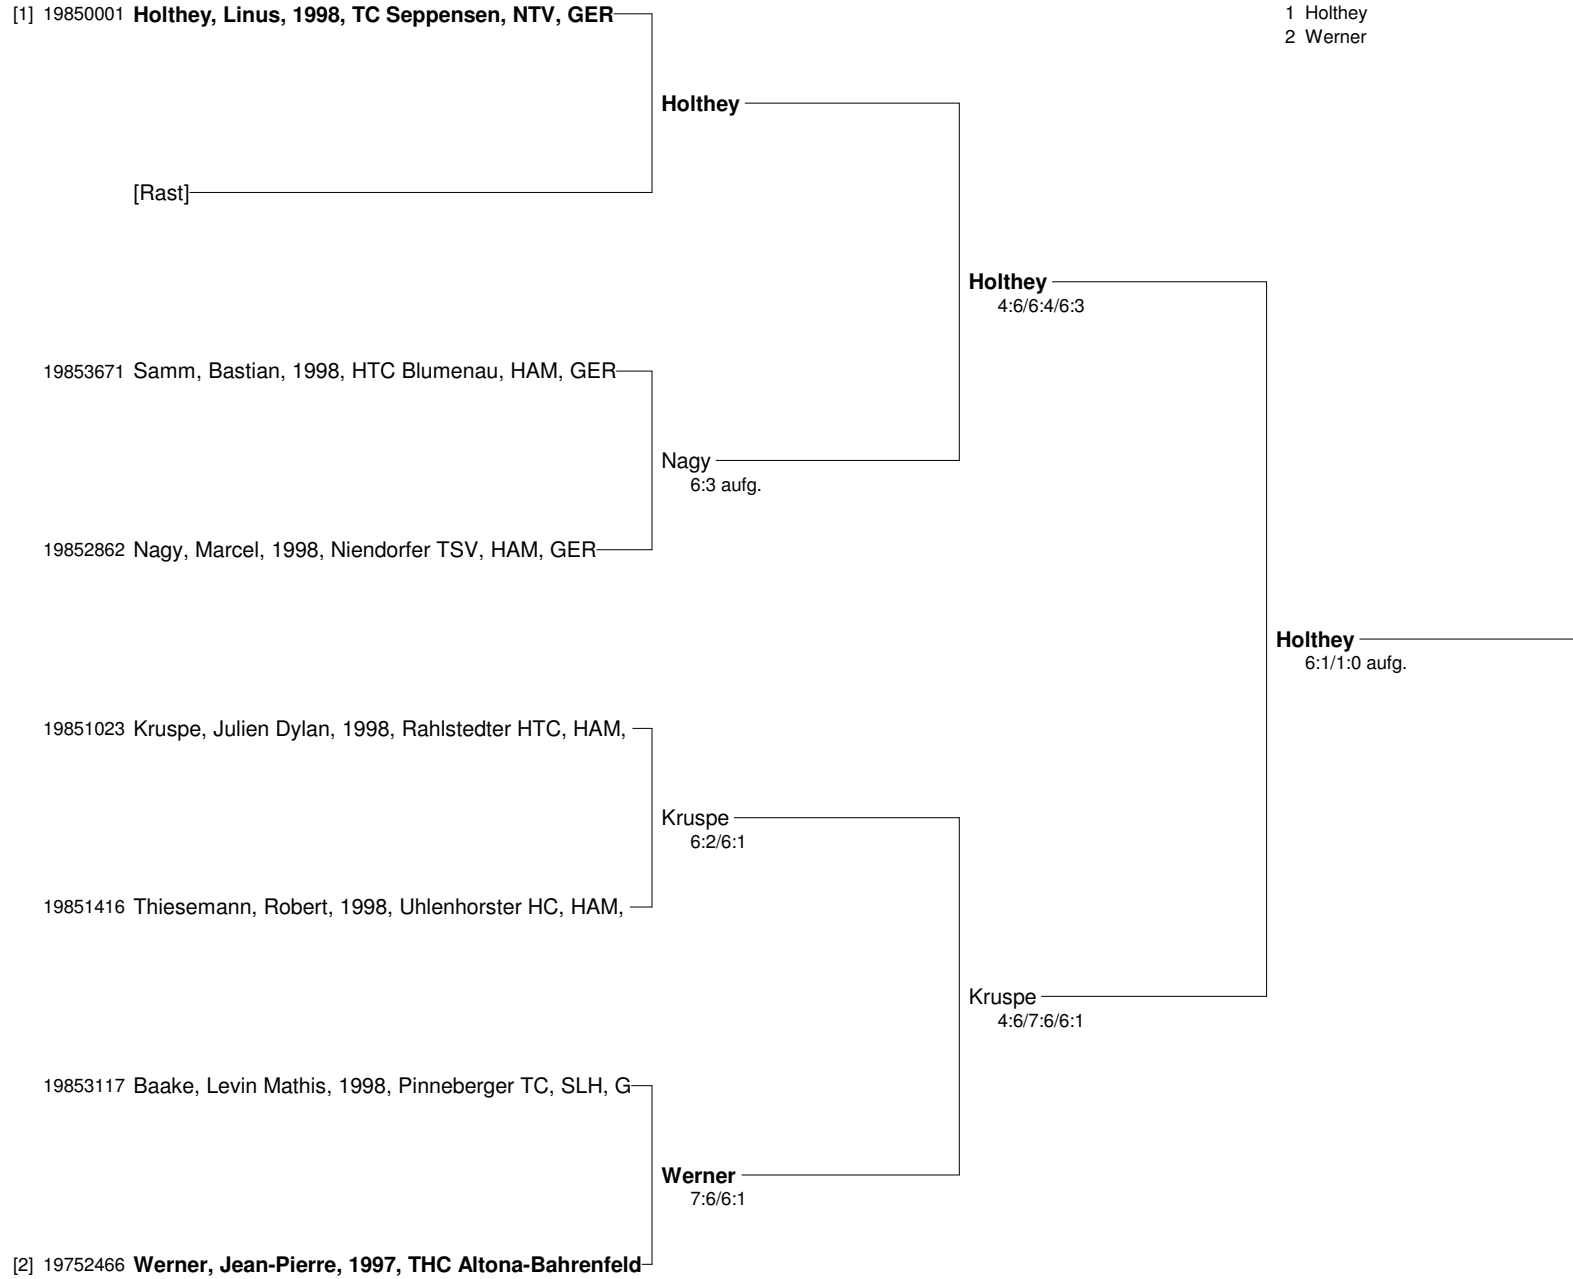 [1] 19850001 Holthey, Linus, 1998, TC Seppensen, NTV, GER
1 Holthey
2 Werner
Holthey
[Rast]
Holthey
4:6/6:4/6:3
19853671 Samm, Bastian, 1998, HTC Blumenau, HAM, GER
Nagy
6:3 aufg.
19852862 Nagy, Marcel, 1998, Niendorfer TSV, HAM, GER
Holthey
6:1/1:0 aufg.
19851023 Kruspe, Julien Dylan, 1998, Rahlstedter HTC, HAM,
Kruspe
6:2/6:1
19851416 Thiesemann, Robert, 1998, Uhlenhorster HC, HAM,
Kruspe
4:6/7:6/6:1
19853117 Baake, Levin Mathis, 1998, Pinneberger TC, SLH, G
Werner
7:6/6:1
[2] 19752466 Werner, Jean-Pierre, 1997, THC Altona-Bahrenfeld